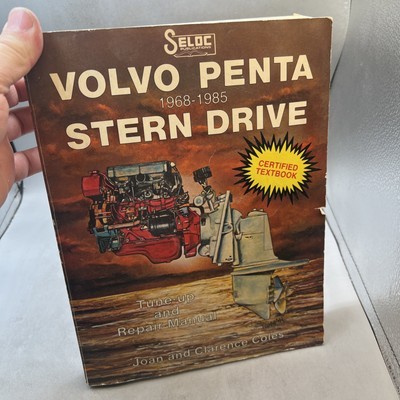 SELOC
PUBLICATIONS
VOLVO PENTA
1968-1985
STERN DRIVE
CERTIFIED
TEXTBOOK
Tune-up
and
Repair Manual
Joan and Clarence Coles